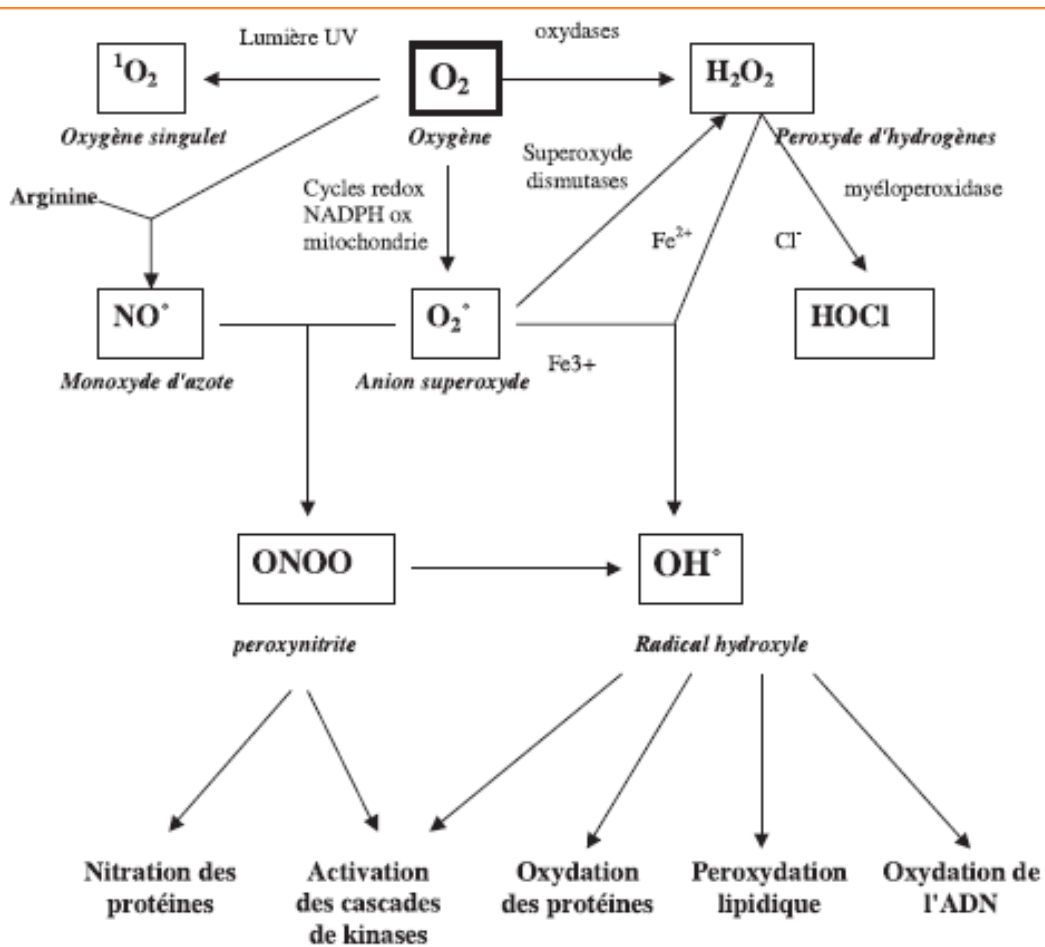 Lumière UV
oxydases
¹O₂
O₂
H₂O₂
Oxygène singulet
Oxygène
Peroxyde d'hydrogènes
Superoxyde
dismutases
Cycles redox
NADPH ox
mitochondrie
Arginine
myéloperoxidase
Fe²⁺
Cl⁻
NO°
O₂°
HOCl
Monoxyde d'azote
Anion superoxyde
Fe3+
ONOO
OH°
peroxynitrite
Radical hydroxyle
Nitration des
protéines
Activation
des cascades
de kinases
Oxydation
des protéines
Peroxydation
lipidique
Oxydation de
l'ADN